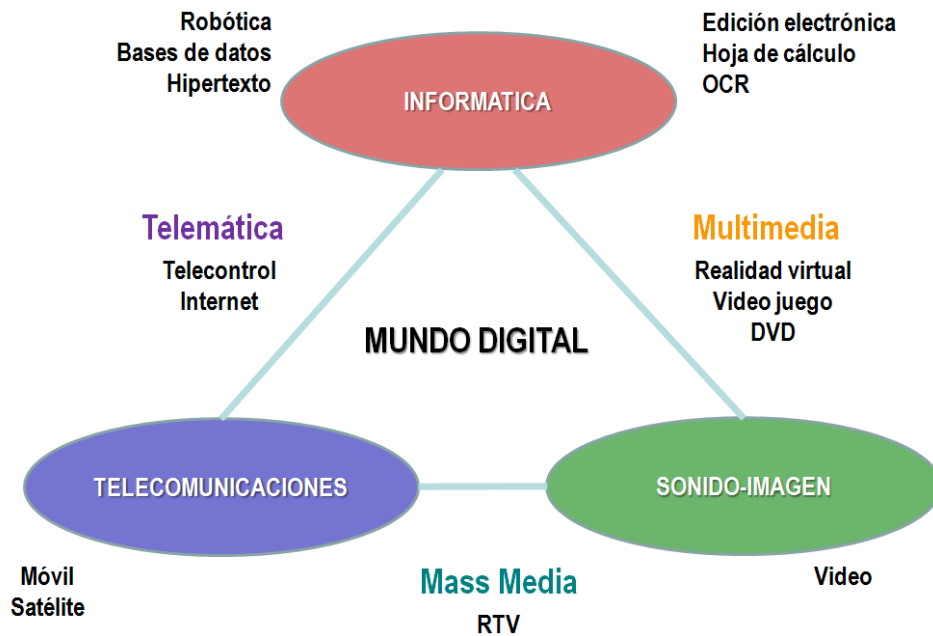 Robótica
Bases de datos
Hipertexto
Edición electrónica
Hoja de cálculo
OCR
INFORMATICA
Telemática
Telecontrol
Internet
Multimedia
Realidad virtual
Video juego
DVD
MUNDO DIGITAL
TELECOMUNICACIONES
SONIDO-IMAGEN
Móvil
Satélite
Mass Media
RTV
Video